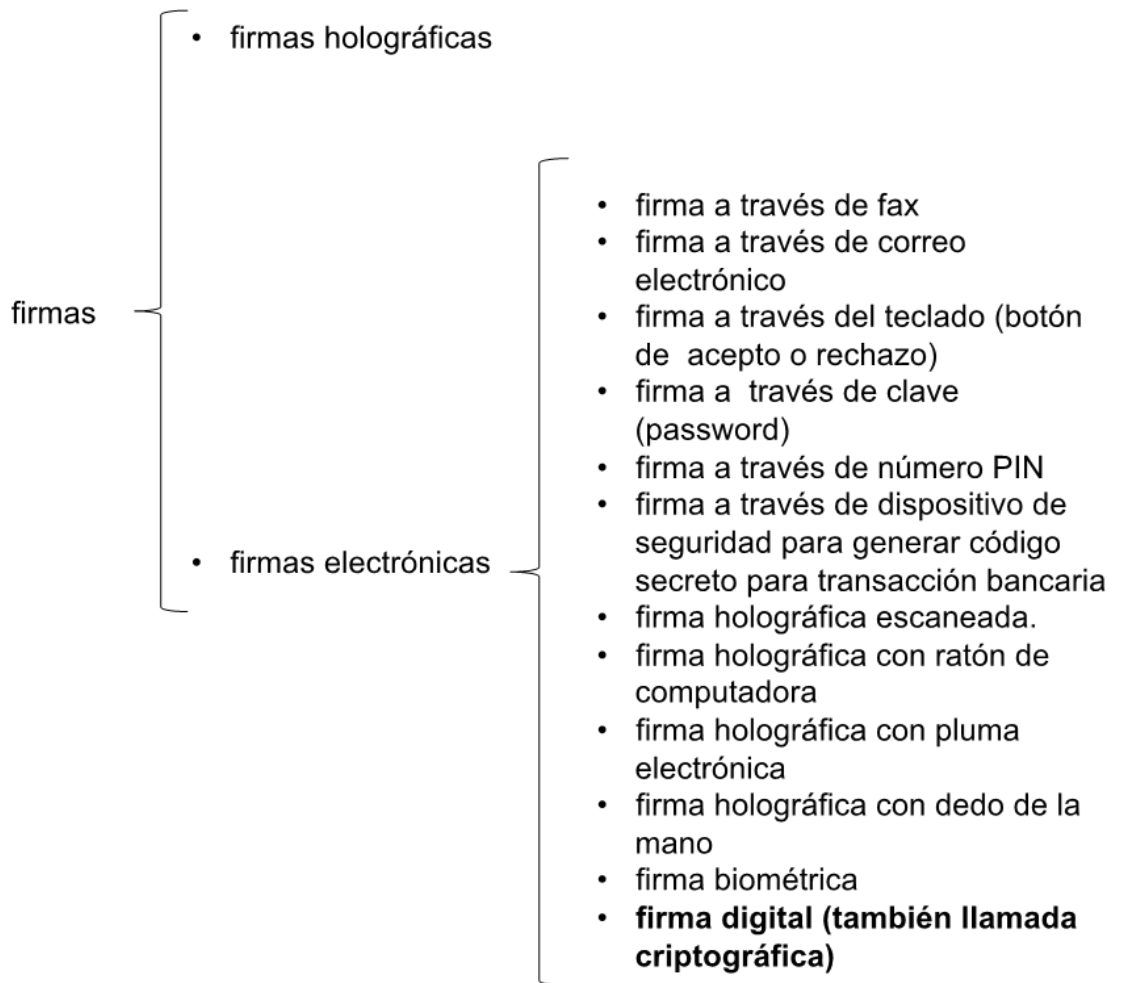 • firmas holográficas
firmas
• firmas electrónicas
• firma a través de fax
• firma a través de correo
electrónico
• firma a través del teclado (botón
de acepto o rechazo)
• firma a través de clave
(password)
• firma a través de número PIN
• firma a través de dispositivo de
seguridad para generar código
secreto para transacción bancaria
• firma holográfica escaneada.
• firma holográfica con ratón de
computadora
• firma holográfica con pluma
electrónica
• firma holográfica con dedo de la
mano
• firma biométrica
• firma digital (también llamada
criptográfica)